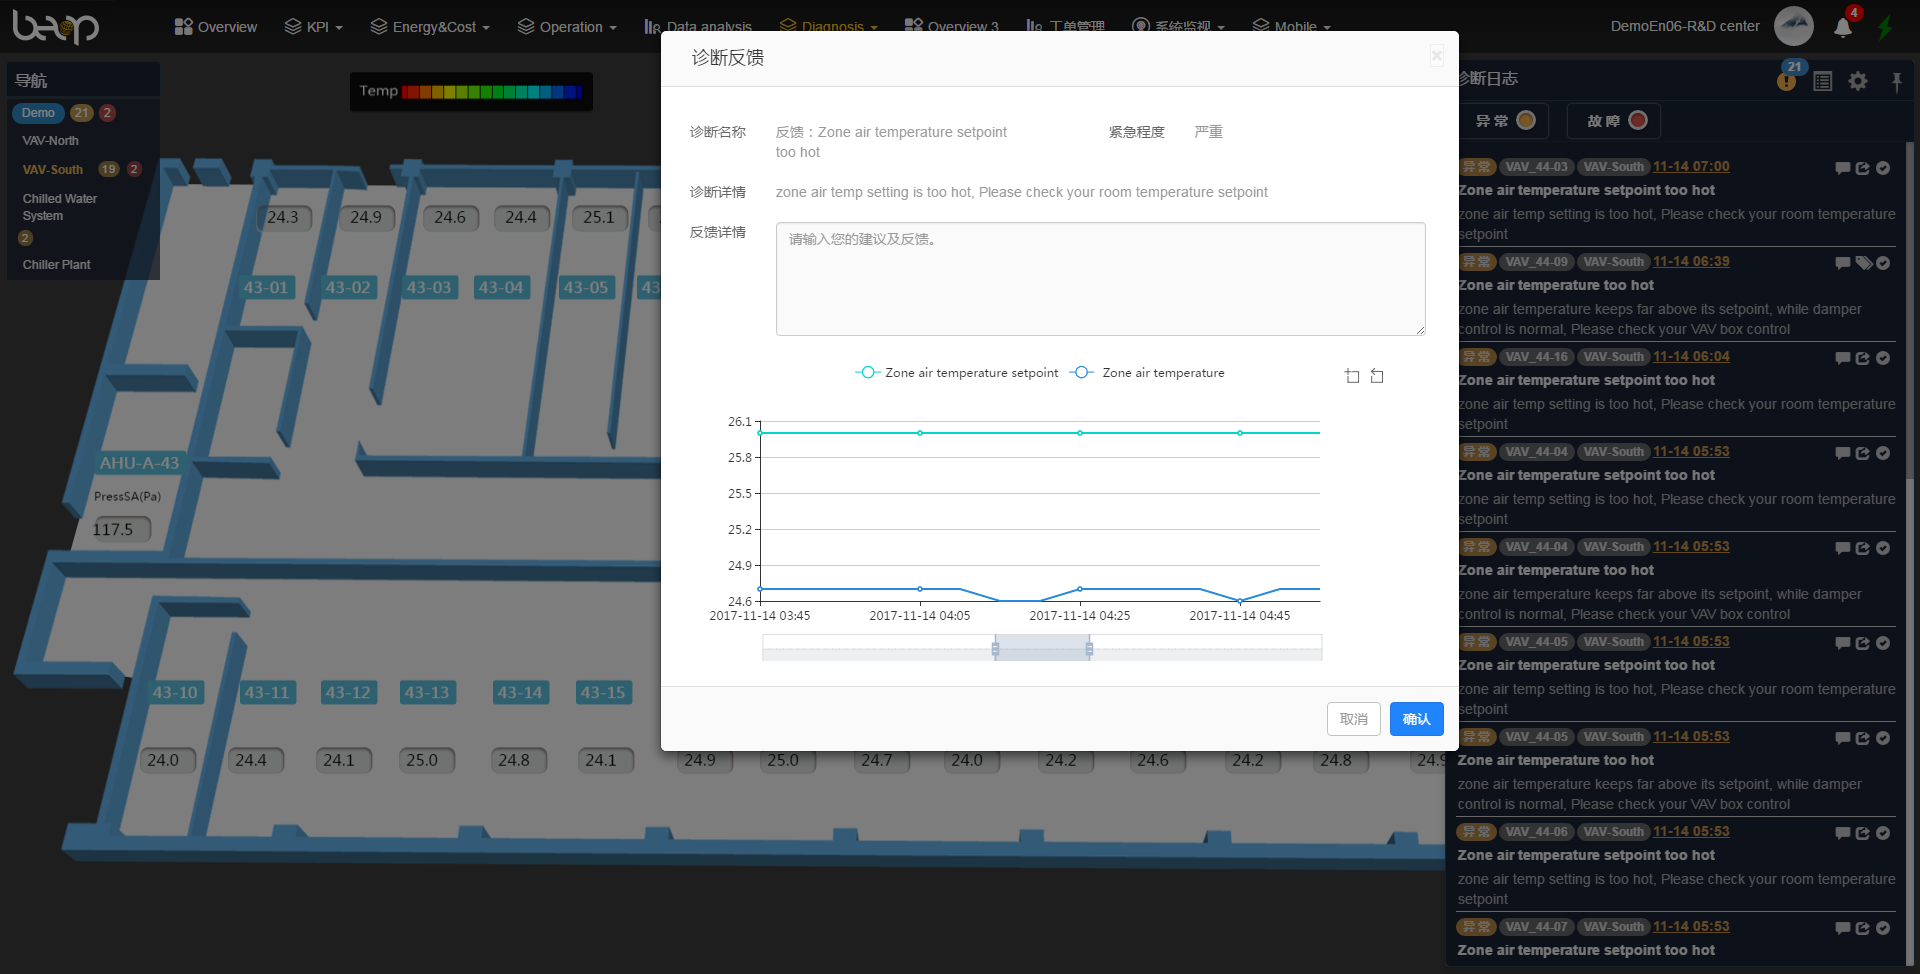 beop
Overview
KPI
Energy&Cost
Operation
Data analysis
Diagnosis
Overview 3
工单管理
系统监视
Mobile
DemoEn06-R&D center
4
导航
Demo 21 2
VAV-North
VAV-South 19 2
Chilled Water
System
2
Chiller Plant
Temp
24.3 24.9 24.6 24.4 25.1
43-01 43-02 43-03 43-04 43-05 43
AHU-A-43
PressSA(Pa)
117.5
43-10 43-11 43-12 43-13 43-14 43-15
24.0 24.4 24.1 25.0 24.8 24.1 24.9 25.0 24.7 24.0 24.2 24.6 24.2 24.8 24.9
诊断反馈
×
诊断名称
反馈：Zone air temperature setpoint
too hot
紧急程度
严重
诊断详情
zone air temp setting is too hot, Please check your room temperature setpoint
反馈详情
请输入您的建议及反馈。
Zone air temperature setpoint
Zone air temperature
26.1
25.8
25.5
25.2
24.9
24.6
2017-11-14 03:45
2017-11-14 04:05
2017-11-14 04:25
2017-11-14 04:45
取消
确认
诊断日志
21
异常
故障
异常 VAV_44-03 VAV-South 11-14 07:00
Zone air temperature setpoint too hot
zone air temp setting is too hot, Please check your room temperature
setpoint
异常 VAV_44-09 VAV-South 11-14 06:39
Zone air temperature too hot
zone air temperature keeps far above its setpoint, while damper
control is normal, Please check your VAV box control
异常 VAV_44-16 VAV-South 11-14 06:04
Zone air temperature setpoint too hot
zone air temp setting is too hot, Please check your room temperature
setpoint
异常 VAV_44-04 VAV-South 11-14 05:53
Zone air temperature setpoint too hot
zone air temp setting is too hot, Please check your room temperature
setpoint
异常 VAV_44-04 VAV-South 11-14 05:53
Zone air temperature too hot
zone air temperature keeps far above its setpoint, while damper
control is normal, Please check your VAV box control
异常 VAV_44-05 VAV-South 11-14 05:53
Zone air temperature setpoint too hot
zone air temp setting is too hot, Please check your room temperature
setpoint
异常 VAV_44-05 VAV-South 11-14 05:53
Zone air temperature too hot
zone air temperature keeps far above its setpoint, while damper
control is normal, Please check your VAV box control
异常 VAV_44-06 VAV-South 11-14 05:53
Zone air temperature setpoint too hot
zone air temp setting is too hot, Please check your room temperature
setpoint
异常 VAV_44-07 VAV-South 11-14 05:53
Zone air temperature setpoint too hot